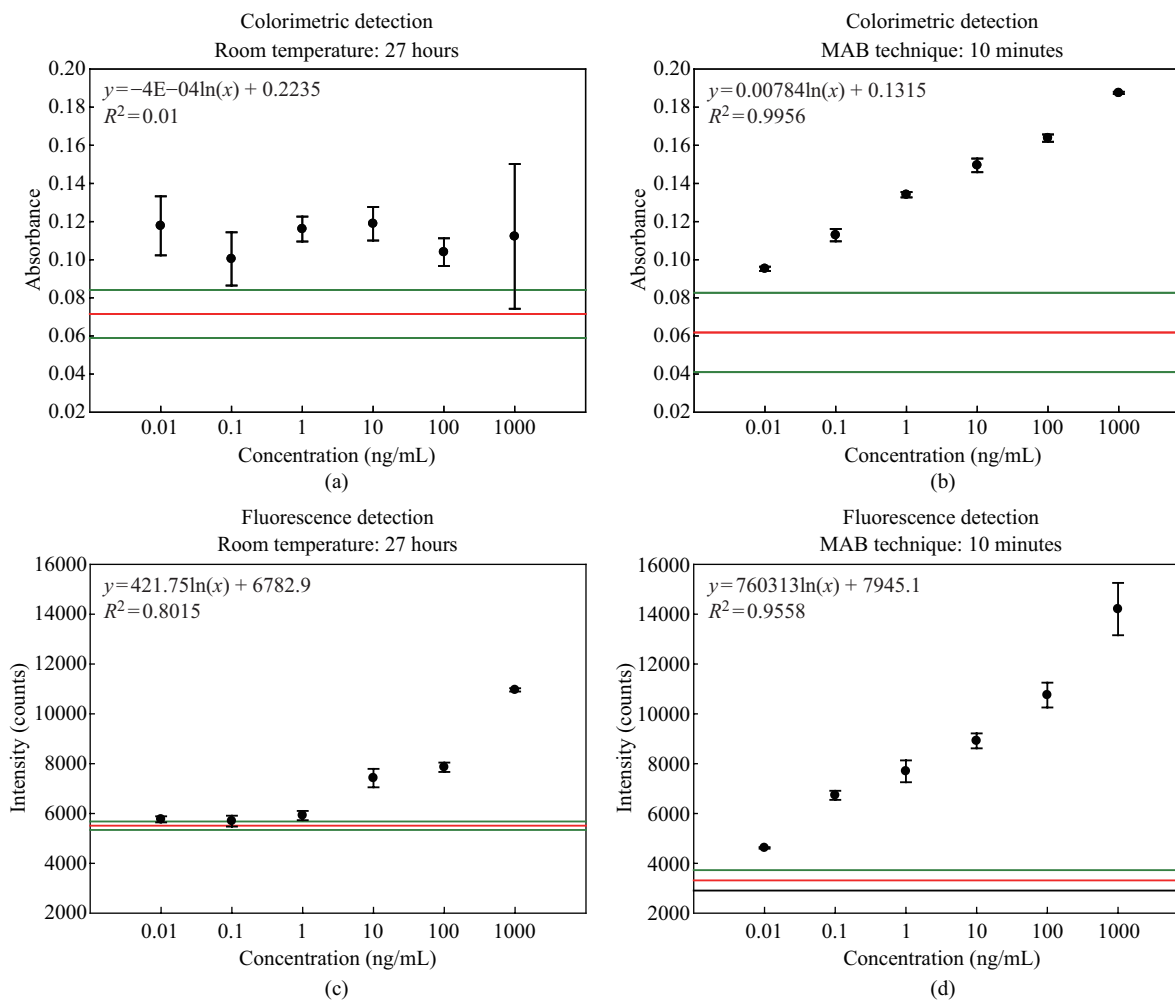 Colorimetric detection
Room temperature: 27 hours
y=−4E−04ln(x) + 0.2235
R²=0.01
Absorbance
0.20
0.18
0.16
0.14
0.12
0.10
0.08
0.06
0.04
0.02
0.01 0.1 1 10 100 1000
Concentration (ng/mL)
(a)
Colorimetric detection
MAB technique: 10 minutes
y=0.00784ln(x) + 0.1315
R²=0.9956
Absorbance
0.20
0.18
0.16
0.14
0.12
0.10
0.08
0.06
0.04
0.02
0.01 0.1 1 10 100 1000
Concentration (ng/mL)
(b)
Fluorescence detection
Room temperature: 27 hours
y=421.75ln(x) + 6782.9
R²=0.8015
Intensity (counts)
16000
14000
12000
10000
8000
6000
4000
2000
0.01 0.1 1 10 100 1000
Concentration (ng/mL)
(c)
Fluorescence detection
MAB technique: 10 minutes
y=760313ln(x) + 7945.1
R²=0.9558
Intensity (counts)
16000
14000
12000
10000
8000
6000
4000
2000
0.01 0.1 1 10 100 1000
Concentration (ng/mL)
(d)